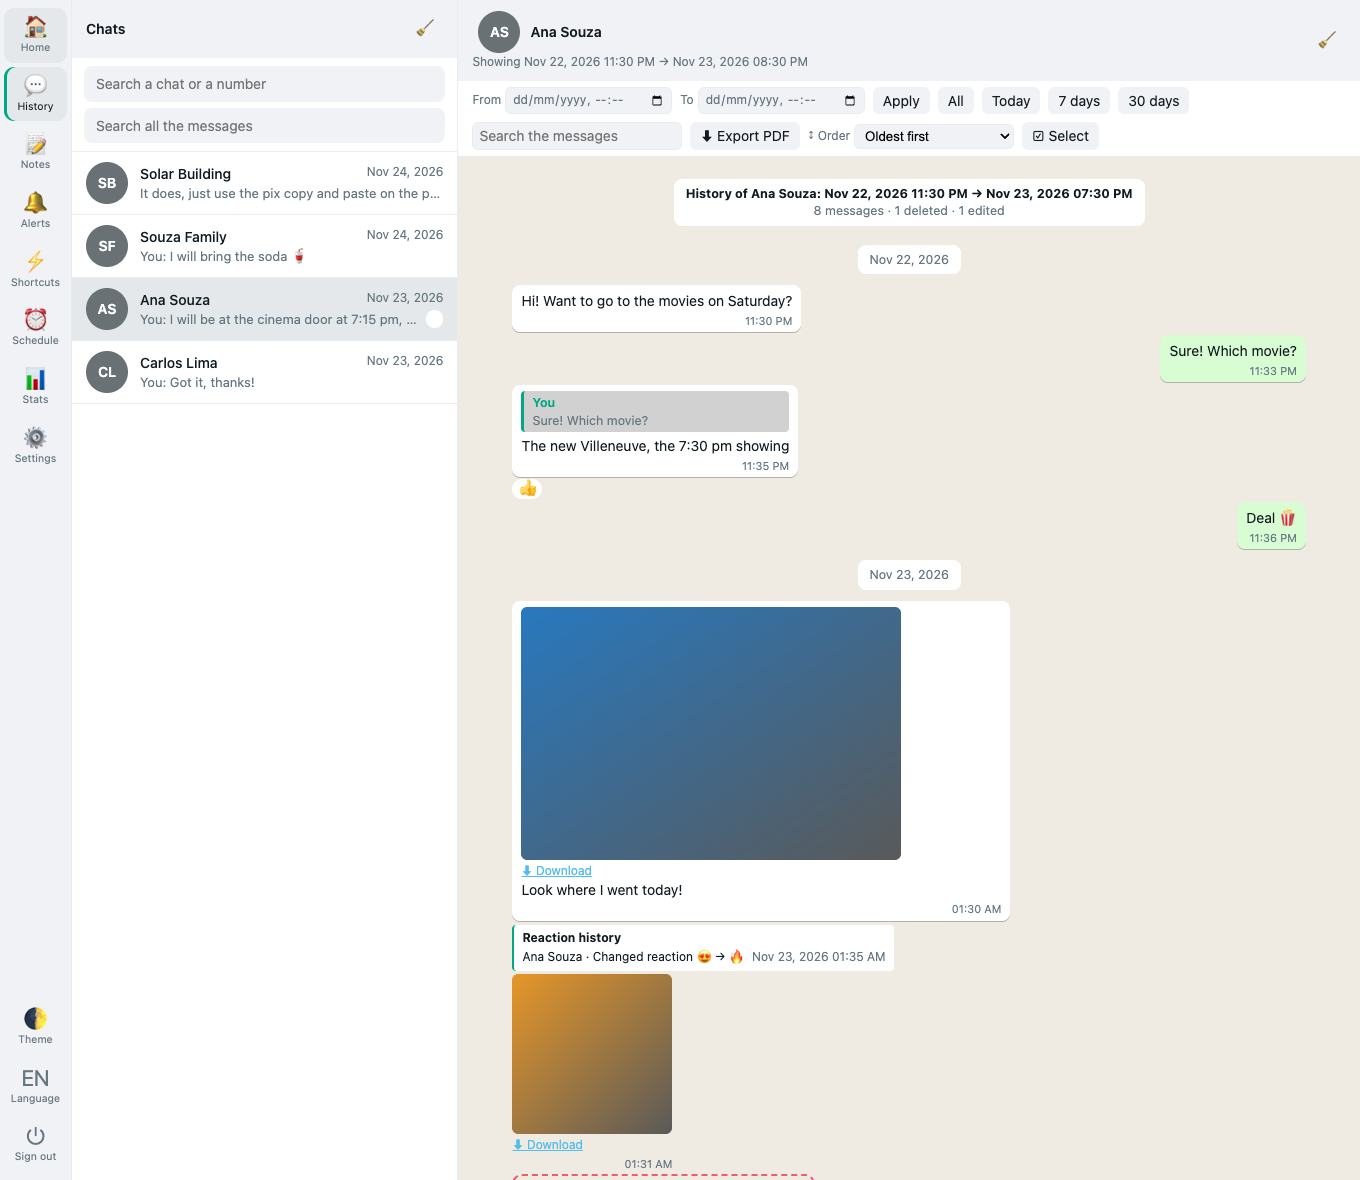 Home
History
Notes
Alerts
Shortcuts
Schedule
Stats
Settings
Theme
EN
Language
Sign out
Chats
Search a chat or a number
Search all the messages
SB
Solar Building
Nov 24, 2026
It does, just use the pix copy and paste on the p...
SF
Souza Family
Nov 24, 2026
You: I will bring the soda 🥤
AS
Ana Souza
Nov 23, 2026
You: I will be at the cinema door at 7:15 pm, ...
CL
Carlos Lima
Nov 23, 2026
You: Got it, thanks!
AS
Ana Souza
Showing Nov 22, 2026 11:30 PM → Nov 23, 2026 08:30 PM
From dd/mm/yyyy, --:-- To dd/mm/yyyy, --:-- Apply All Today 7 days 30 days
Search the messages ⬇ Export PDF ↕ Order Oldest first ☑ Select
History of Ana Souza: Nov 22, 2026 11:30 PM → Nov 23, 2026 07:30 PM
8 messages · 1 deleted · 1 edited
Nov 22, 2026
Hi! Want to go to the movies on Saturday?
11:30 PM
Sure! Which movie?
11:33 PM
You
Sure! Which movie?
The new Villeneuve, the 7:30 pm showing
11:35 PM
👍
Deal 🍿
11:36 PM
Nov 23, 2026
⬇ Download
Look where I went today!
01:30 AM
Reaction history
Ana Souza · Changed reaction 😍 → 🔥 Nov 23, 2026 01:35 AM
⬇ Download
01:31 AM